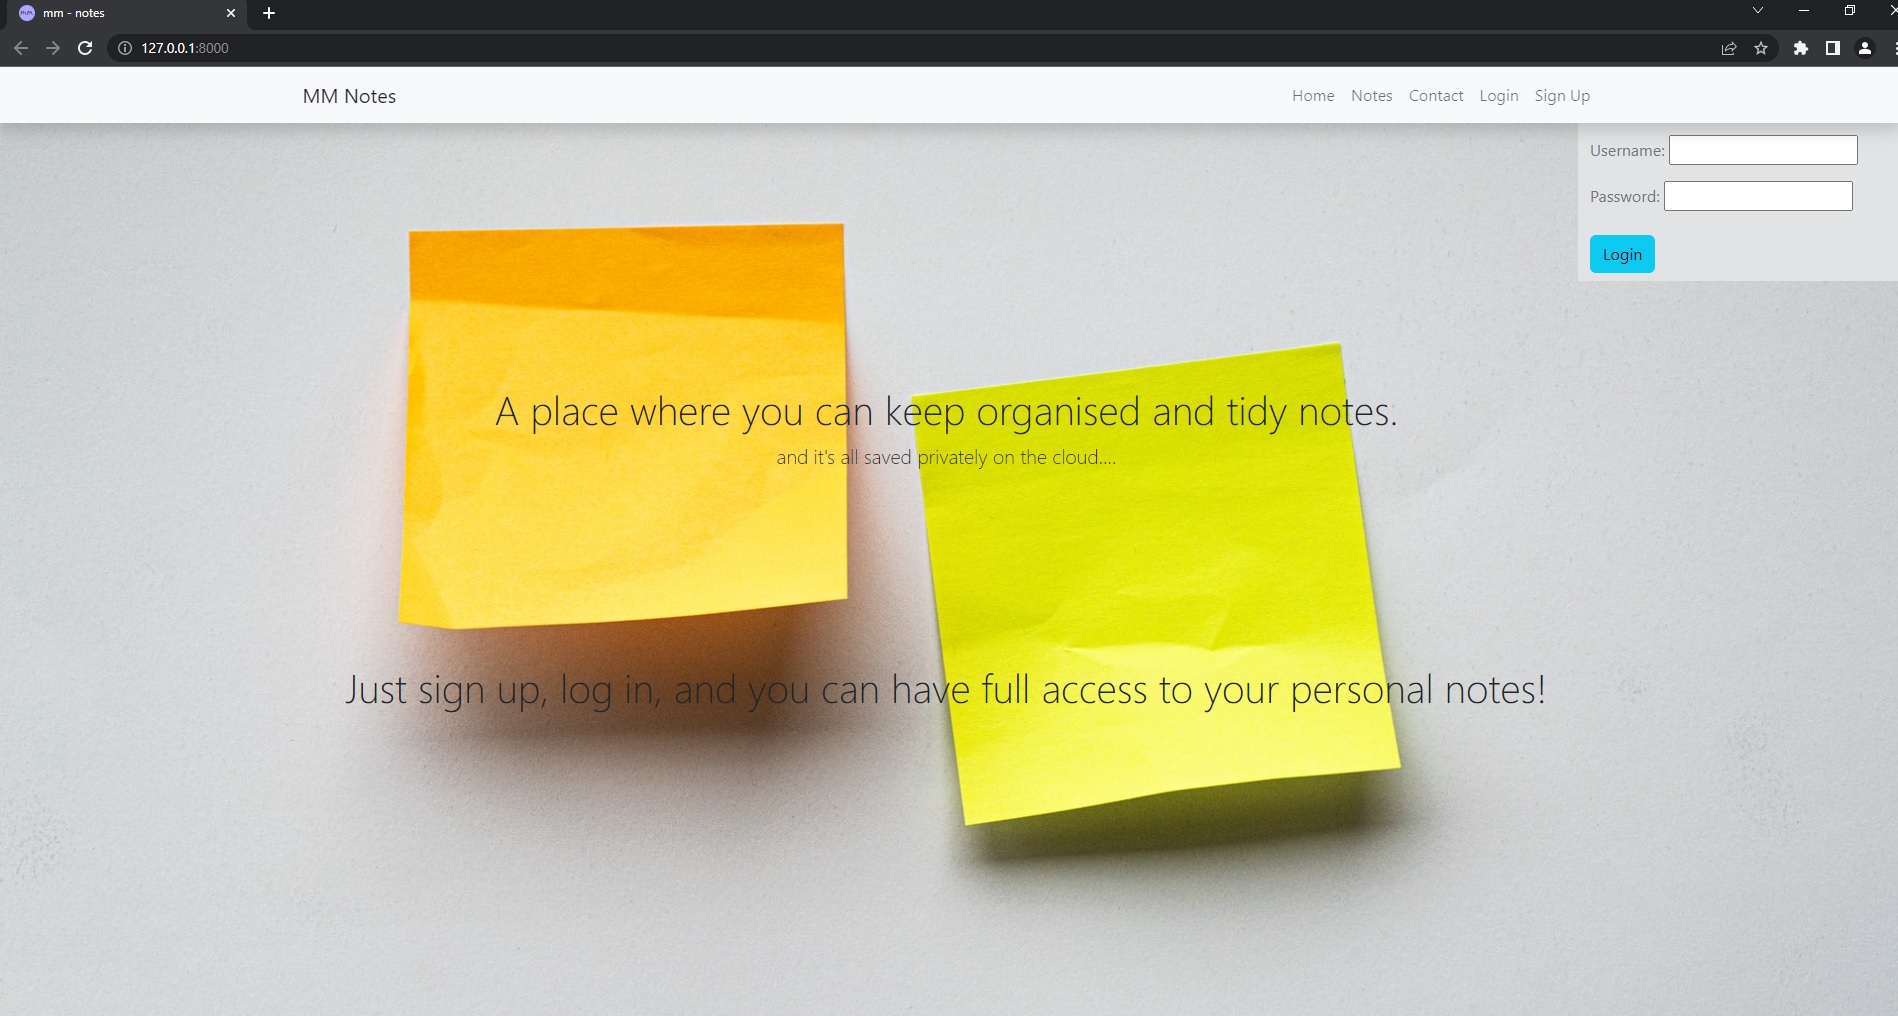 mm - notes
127.0.0.1:8000
MM Notes
Home Notes Contact Login Sign Up
Username:
Password:
Login
A place where you can keep organised and tidy notes.
and it's all saved privately on the cloud....
Just sign up, log in, and you can have full access to your personal notes!